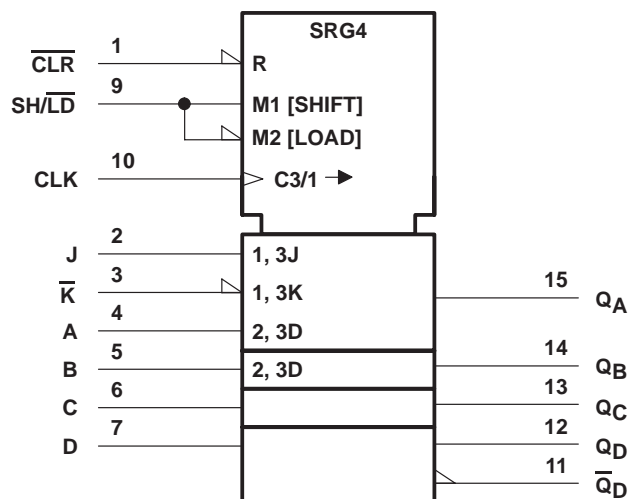 SRG4
1
CLR
R
9
SH/LD
M1 [SHIFT]
M2 [LOAD]
10
CLK
C3/1
2
J
1, 3J
3
K
1, 3K
15
QA
4
A
2, 3D
5
B
2, 3D
14
QB
6
C
13
QC
7
D
12
QD
11
QD